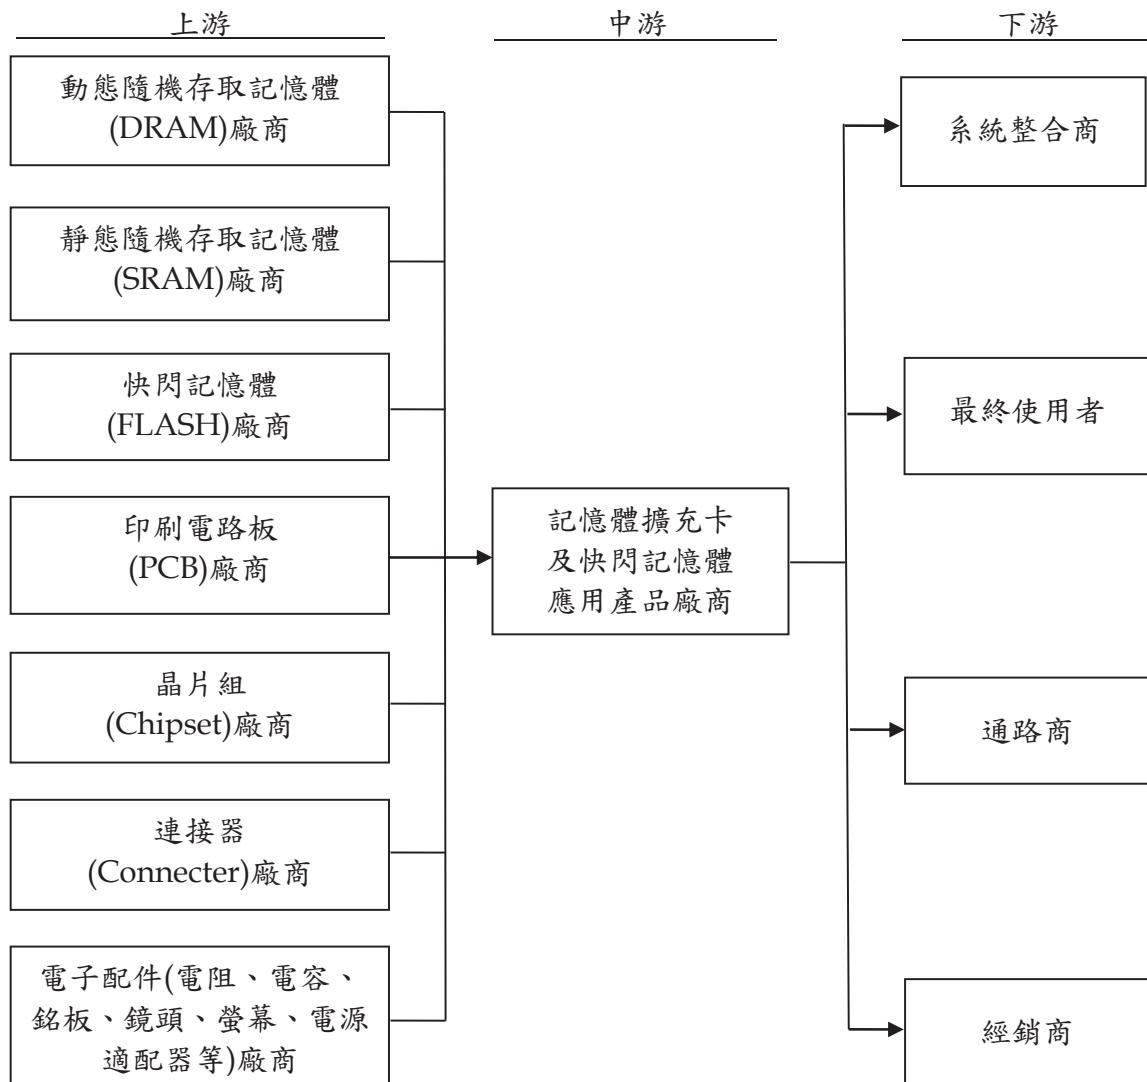 上游
中游
下游
動態隨機存取記憶體
(DRAM)廠商
靜態隨機存取記憶體
(SRAM)廠商
快閃記憶體
(FLASH)廠商
印刷電路板
(PCB)廠商
晶片組
(Chipset)廠商
連接器
(Connecter)廠商
電子配件(電阻、電容、
銘板、鏡頭、螢幕、電源
適配器等)廠商
記憶體擴充卡
及快閃記憶體
應用產品廠商
系統整合商
最終使用者
通路商
經銷商